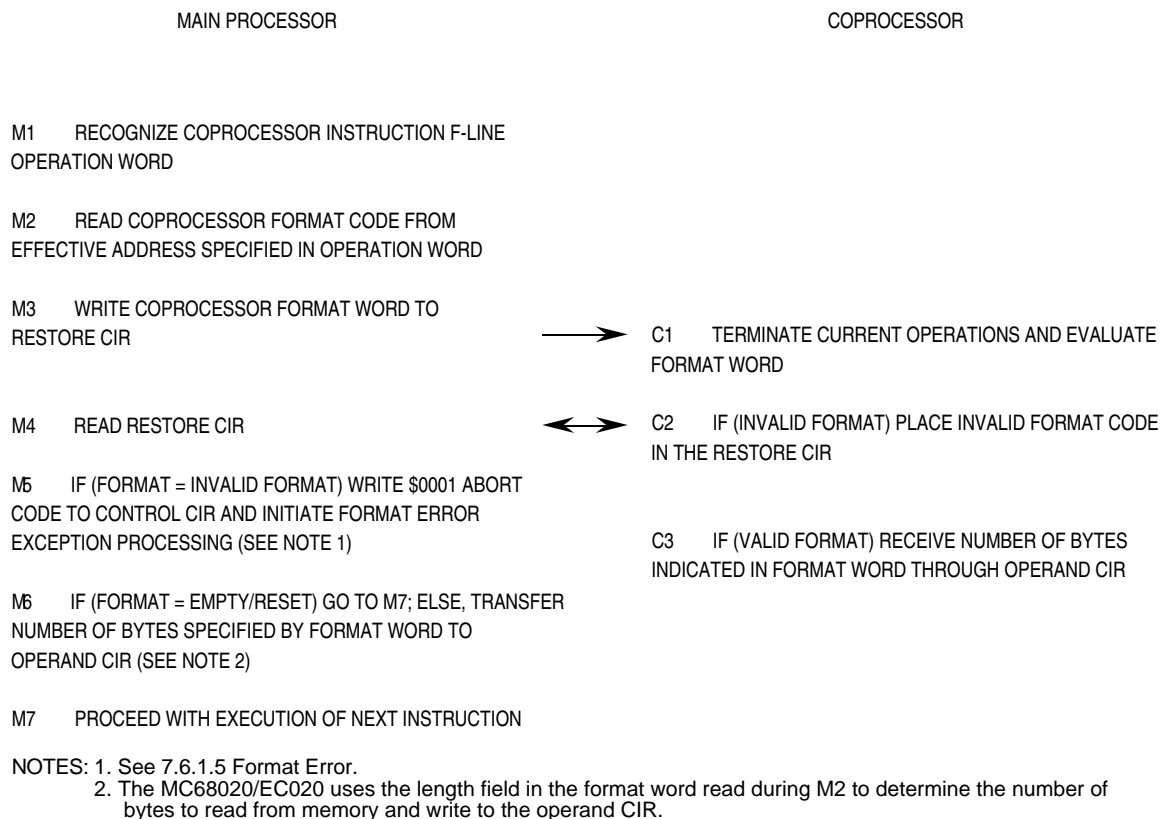 MAIN PROCESSOR
COPROCESSOR
M1 RECOGNIZE COPROCESSOR INSTRUCTION F-LINE
OPERATION WORD
M2 READ COPROCESSOR FORMAT CODE FROM
EFFECTIVE ADDRESS SPECIFIED IN OPERATION WORD
M3 WRITE COPROCESSOR FORMAT WORD TO
RESTORE CIR
C1 TERMINATE CURRENT OPERATIONS AND EVALUATE
FORMAT WORD
M4 READ RESTORE CIR
C2 IF (INVALID FORMAT) PLACE INVALID FORMAT CODE
IN THE RESTORE CIR
M5 IF (FORMAT = INVALID FORMAT) WRITE $0001 ABORT
CODE TO CONTROL CIR AND INITIATE FORMAT ERROR
EXCEPTION PROCESSING (SEE NOTE 1)
C3 IF (VALID FORMAT) RECEIVE NUMBER OF BYTES
INDICATED IN FORMAT WORD THROUGH OPERAND CIR
M6 IF (FORMAT = EMPTY/RESET) GO TO M7; ELSE, TRANSFER
NUMBER OF BYTES SPECIFIED BY FORMAT WORD TO
OPERAND CIR (SEE NOTE 2)
M7 PROCEED WITH EXECUTION OF NEXT INSTRUCTION
NOTES: 1. See 7.6.1.5 Format Error.
2. The MC68020/EC020 uses the length field in the format word read during M2 to determine the number of
bytes to read from memory and write to the operand CIR.